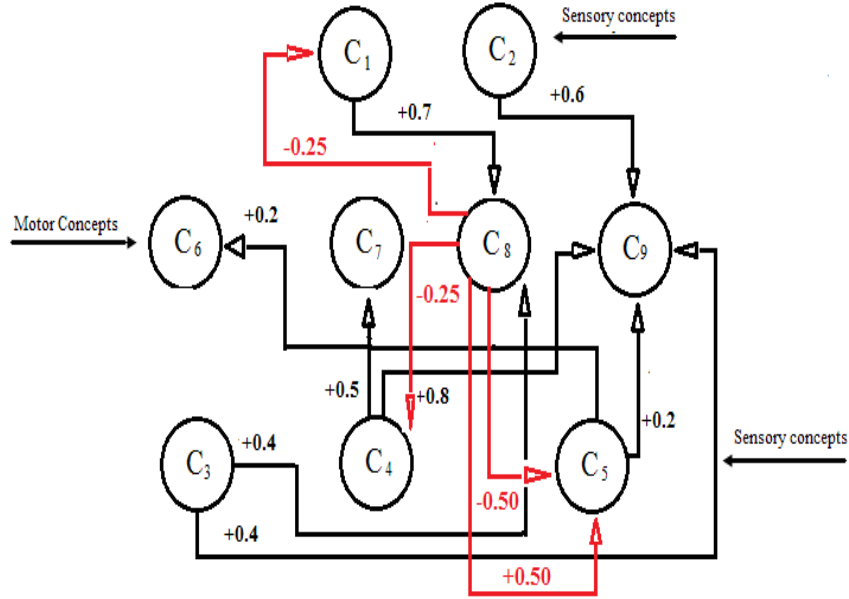 Sensory concepts
C1
C2
+0.7
+0.6
-0.25
Motor Concepts
+0.2
C6
C7
C8
C9
-0.25
+0.5
+0.8
+0.2
C3
+0.4
C4
C5
Sensory concepts
-0.50
+0.4
+0.50